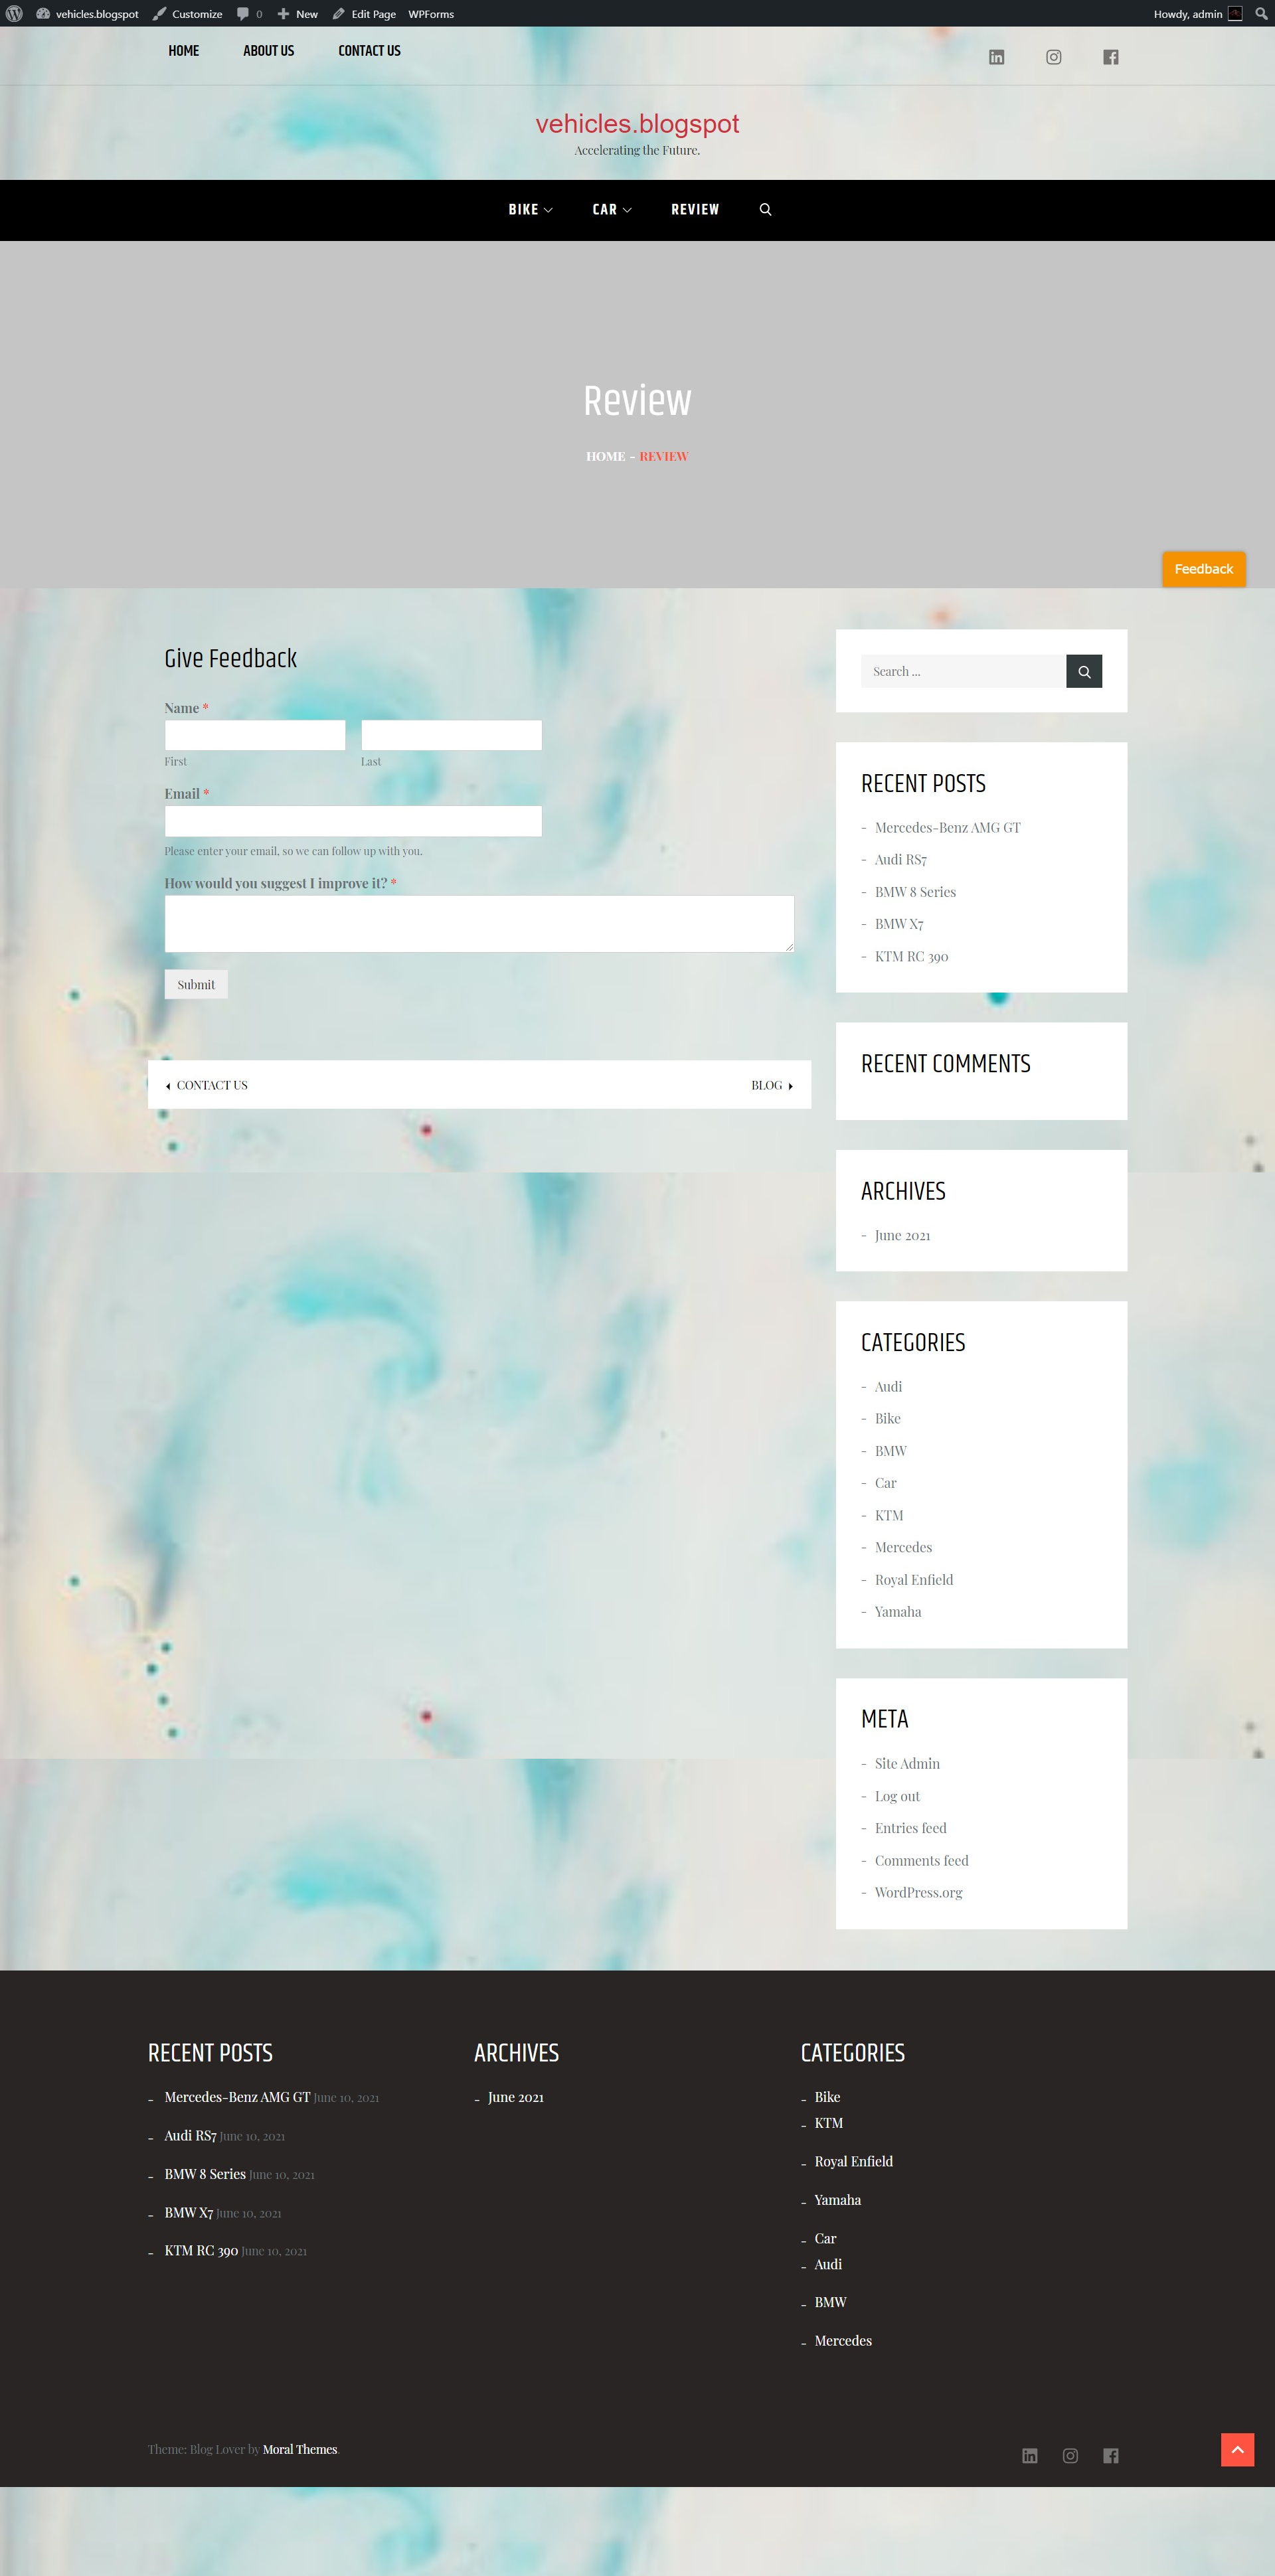 vehicles.blogspot Customize 0 New Edit Page WPForms Howdy, admin
HOME ABOUT US CONTACT US
vehicles.blogspot
Accelerating the Future.
BIKE CAR REVIEW
Review
HOME - REVIEW
Feedback
Give Feedback
Name *
First Last
Email *
Please enter your email, so we can follow up with you.
How would you suggest I improve it? *
Submit
CONTACT US BLOG
Search ...
RECENT POSTS
- Mercedes-Benz AMG GT
- Audi RS7
- BMW 8 Series
- BMW X7
- KTM RC 390
RECENT COMMENTS
ARCHIVES
- June 2021
CATEGORIES
- Audi
- Bike
- BMW
- Car
- KTM
- Mercedes
- Royal Enfield
- Yamaha
META
- Site Admin
- Log out
- Entries feed
- Comments feed
- WordPress.org
RECENT POSTS
- Mercedes-Benz AMG GT June 10, 2021
- Audi RS7 June 10, 2021
- BMW 8 Series June 10, 2021
- BMW X7 June 10, 2021
- KTM RC 390 June 10, 2021
ARCHIVES
- June 2021
CATEGORIES
- Bike
- KTM
- Royal Enfield
- Yamaha
- Car
- Audi
- BMW
- Mercedes
Theme: Blog Lover by Moral Themes.